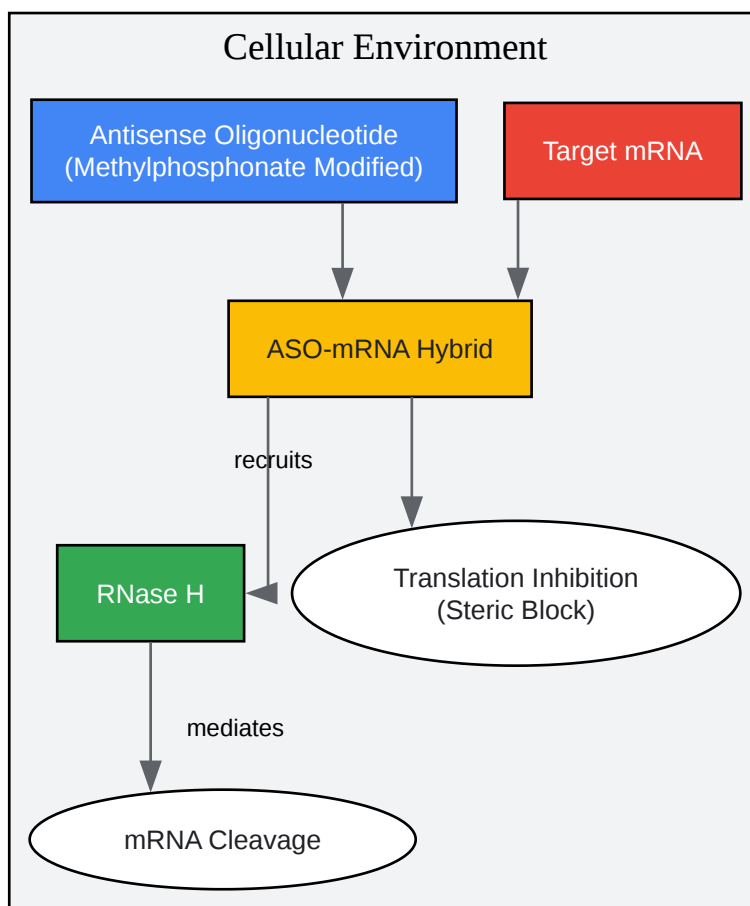 Cellular Environment
Antisense Oligonucleotide
(Methylphosphonate Modified)
Target mRNA
ASO-mRNA Hybrid
recruits
RNase H
Translation Inhibition
(Steric Block)
mediates
mRNA Cleavage